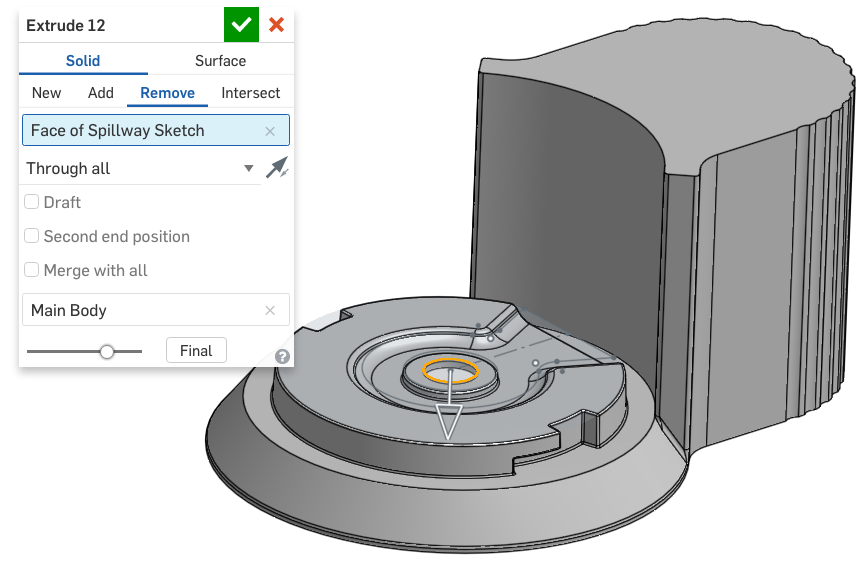 Extrude 12
Solid Surface
New Add Remove Intersect
Face of Spillway Sketch
Through all
Draft
Second end position
Merge with all
Main Body
Final
?